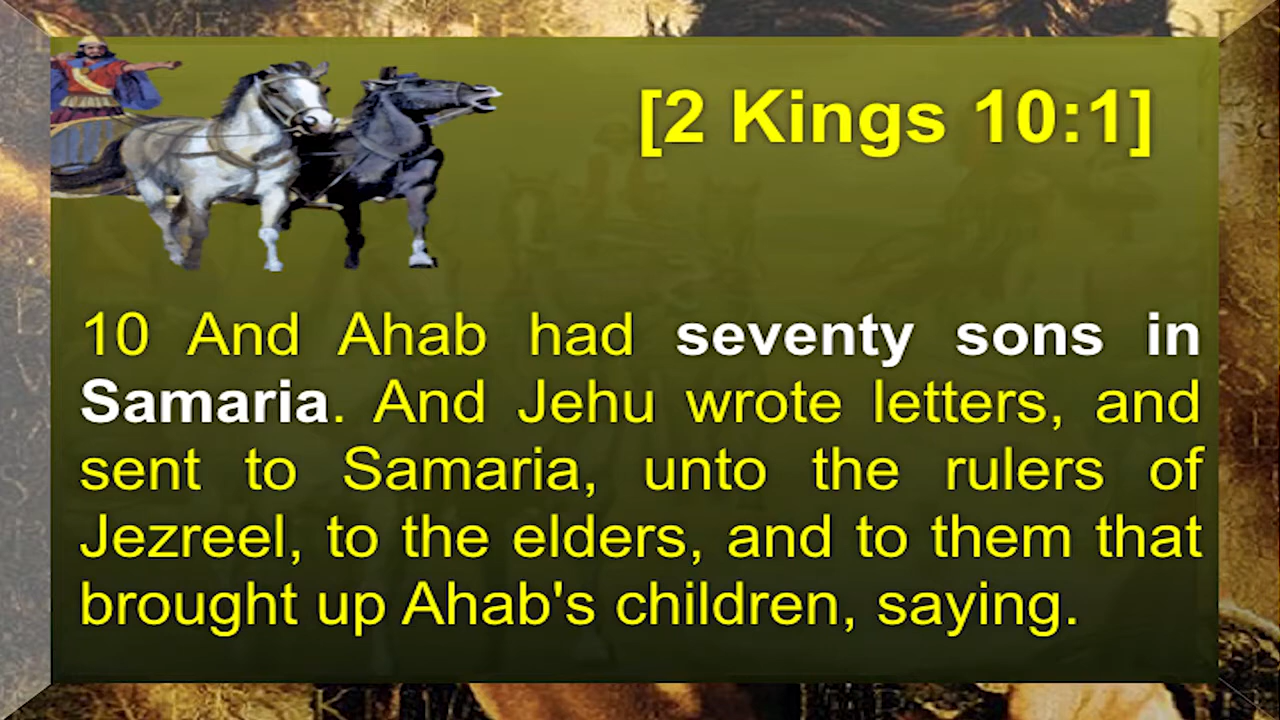 [2 Kings 10:1]
10 And Ahab had seventy sons in
Samaria. And Jehu wrote letters, and
sent to Samaria, unto the rulers of
Jezreel, to the elders, and to them that
brought up Ahab's children, saying.